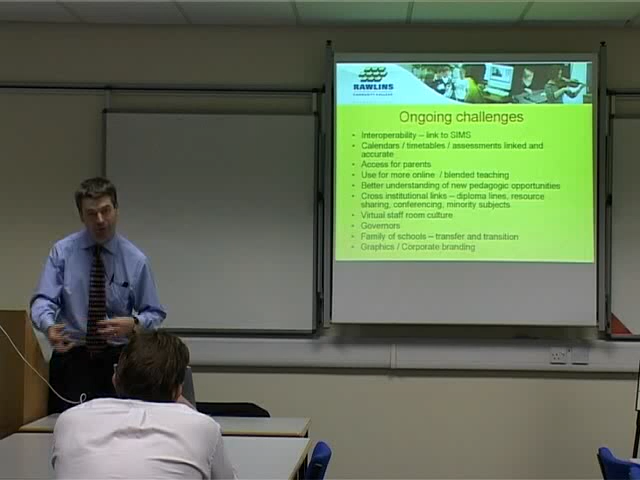 RAWLINS
COMMUNITY COLLEGE
Ongoing challenges
• Interoperability – link to SIMS
• Calendars / timetables / assessments linked and
accurate
• Access for parents
• Use for more online / blended teaching
• Better understanding of new pedagogic opportunities
• Cross institutional links – diploma lines, resource
sharing, conferencing, minority subjects
• Virtual staff room culture
• Governors
• Family of schools – transfer and transition
• Graphics / Corporate branding